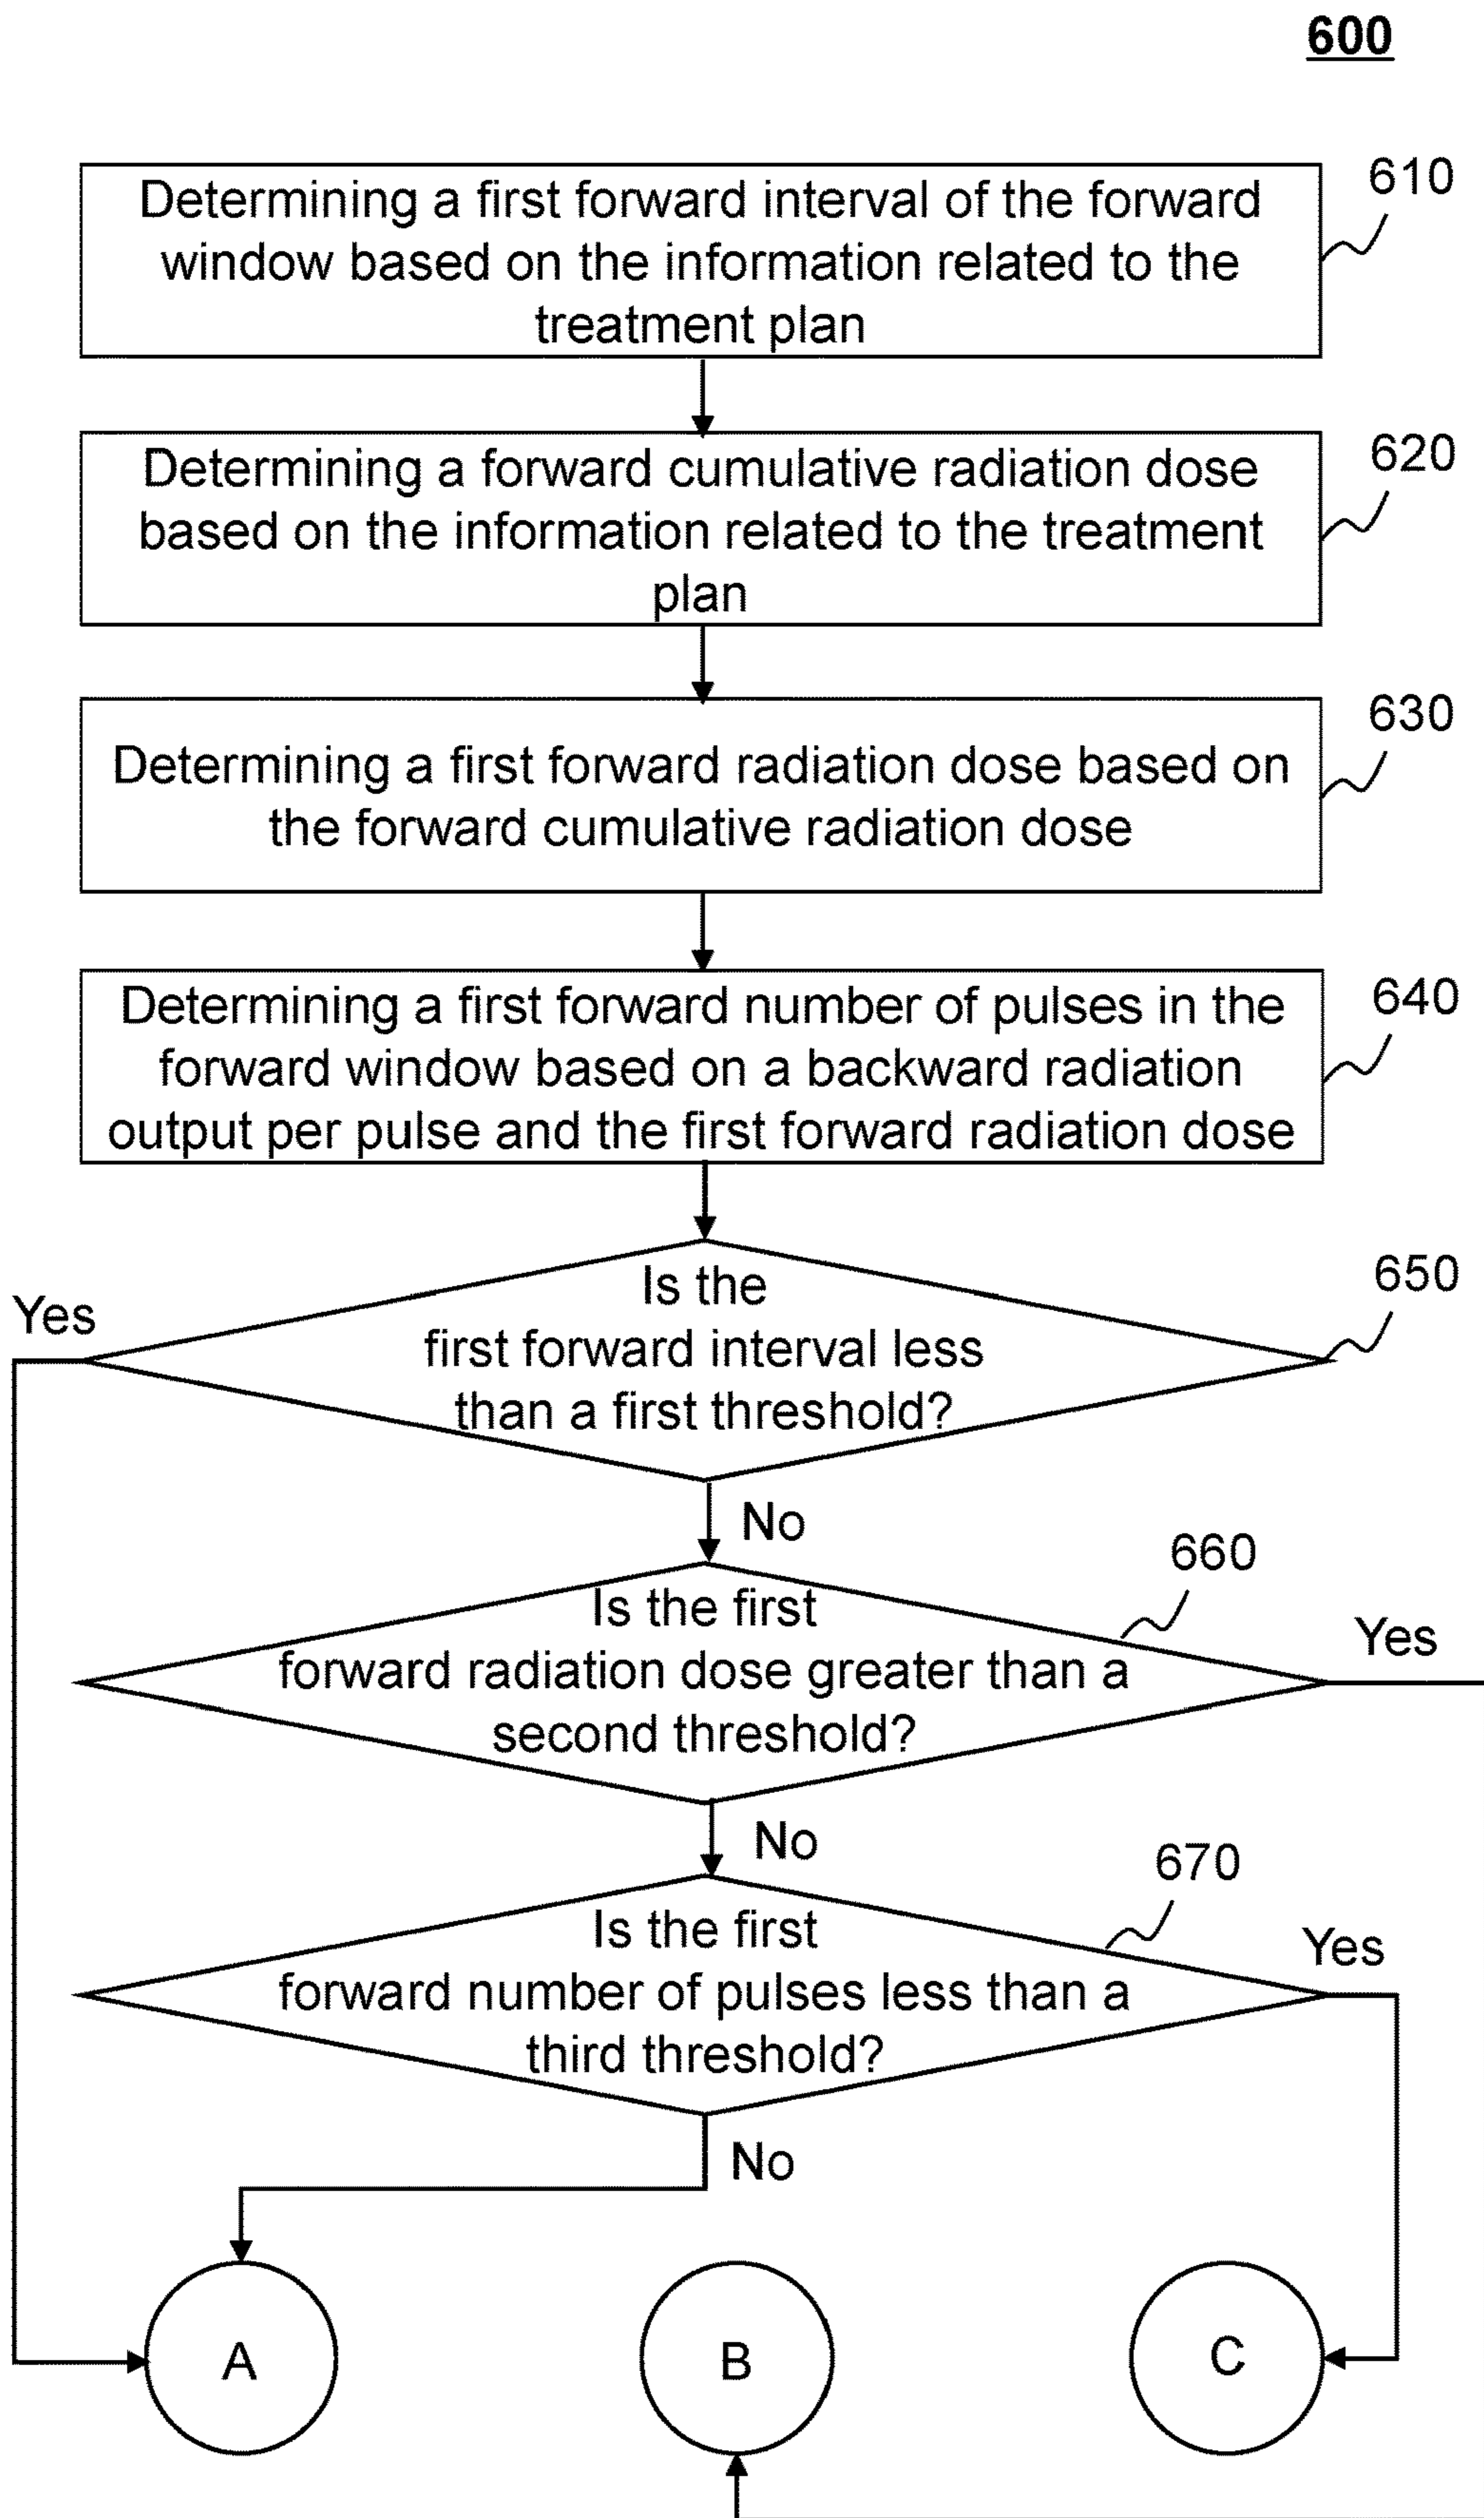 600
Determining a first forward interval of the forward
window based on the information related to the
treatment plan
610
Determining a forward cumulative radiation dose
based on the information related to the treatment
plan
620
Determining a first forward radiation dose based on
the forward cumulative radiation dose
630
Determining a first forward number of pulses in the
forward window based on a backward radiation
output per pulse and the first forward radiation dose
640
Is the
first forward interval less
than a first threshold?
650
Yes
No
Is the first
forward radiation dose greater than a
second threshold?
660
Yes
No
Is the first
forward number of pulses less than a
third threshold?
670
Yes
No
A
B
C